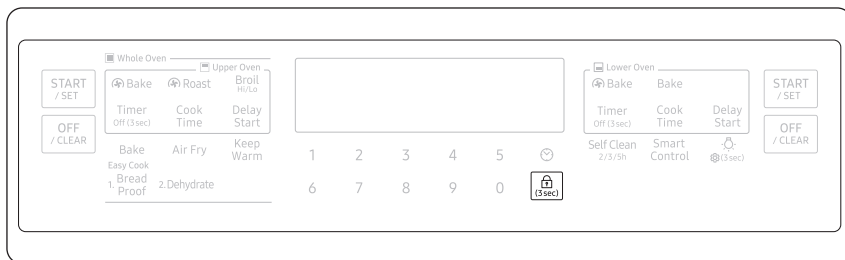 Whole Oven
Upper Oven
START
/ SET
OFF
/ CLEAR
Bake
Roast
Broil
Hi/Lo
Timer
Off (3 sec)
Cook
Time
Delay
Start
Bake
Air Fry
Keep
Warm
Easy Cook
1. Bread
Proof
2. Dehydrate
1 2 3 4 5
6 7 8 9 0
(3 sec)
Lower Oven
Bake
Bake
Timer
Off (3 sec)
Cook
Time
Delay
Start
Self Clean
2/3/5h
Smart
Control
(3 sec)
START
/ SET
OFF
/ CLEAR